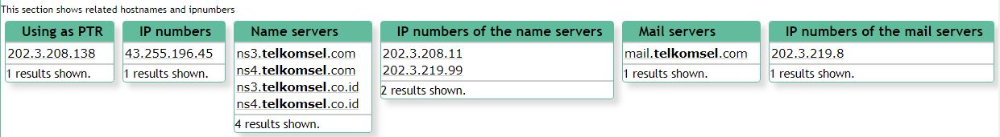 This section shows related hostnames and ipnumbers
Using as PTR
202.3.208.138
1 results shown.
IP numbers
43.255.196.45
1 results shown.
Name servers
ns3.telkomsel.com
ns4.telkomsel.com
ns3.telkomsel.co.id
ns4.telkomsel.co.id
4 results shown.
IP numbers of the name servers
202.3.208.11
202.3.219.99
2 results shown.
Mail servers
mail.telkomsel.com
1 results shown.
IP numbers of the mail servers
202.3.219.8
1 results shown.